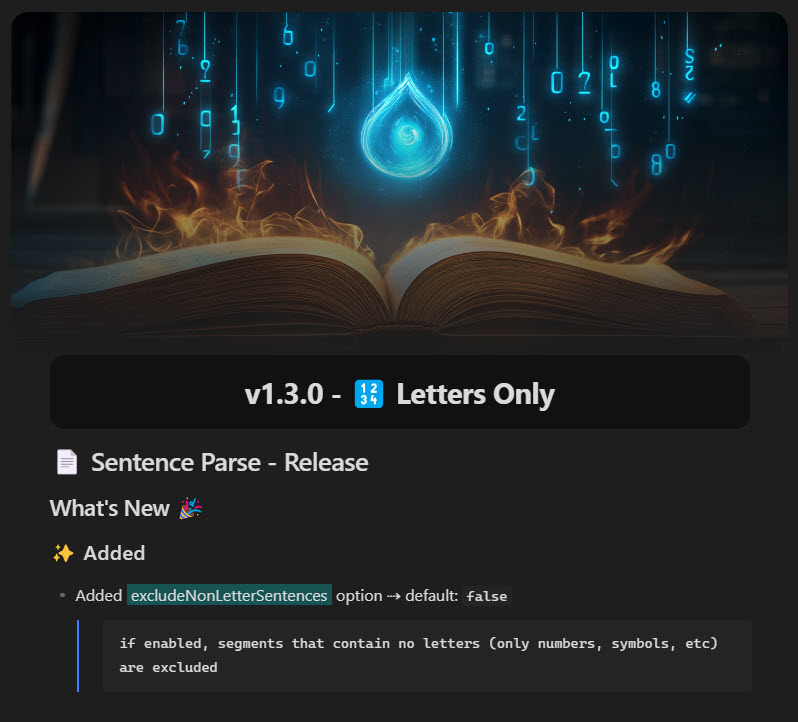 v1.3.0 - 🔢 Letters Only
📄 Sentence Parse - Release
What's New 🎉
✨ Added
• Added excludeNonLetterSentences option ⇢ default: false
if enabled, segments that contain no letters (only numbers, symbols, etc)
are excluded